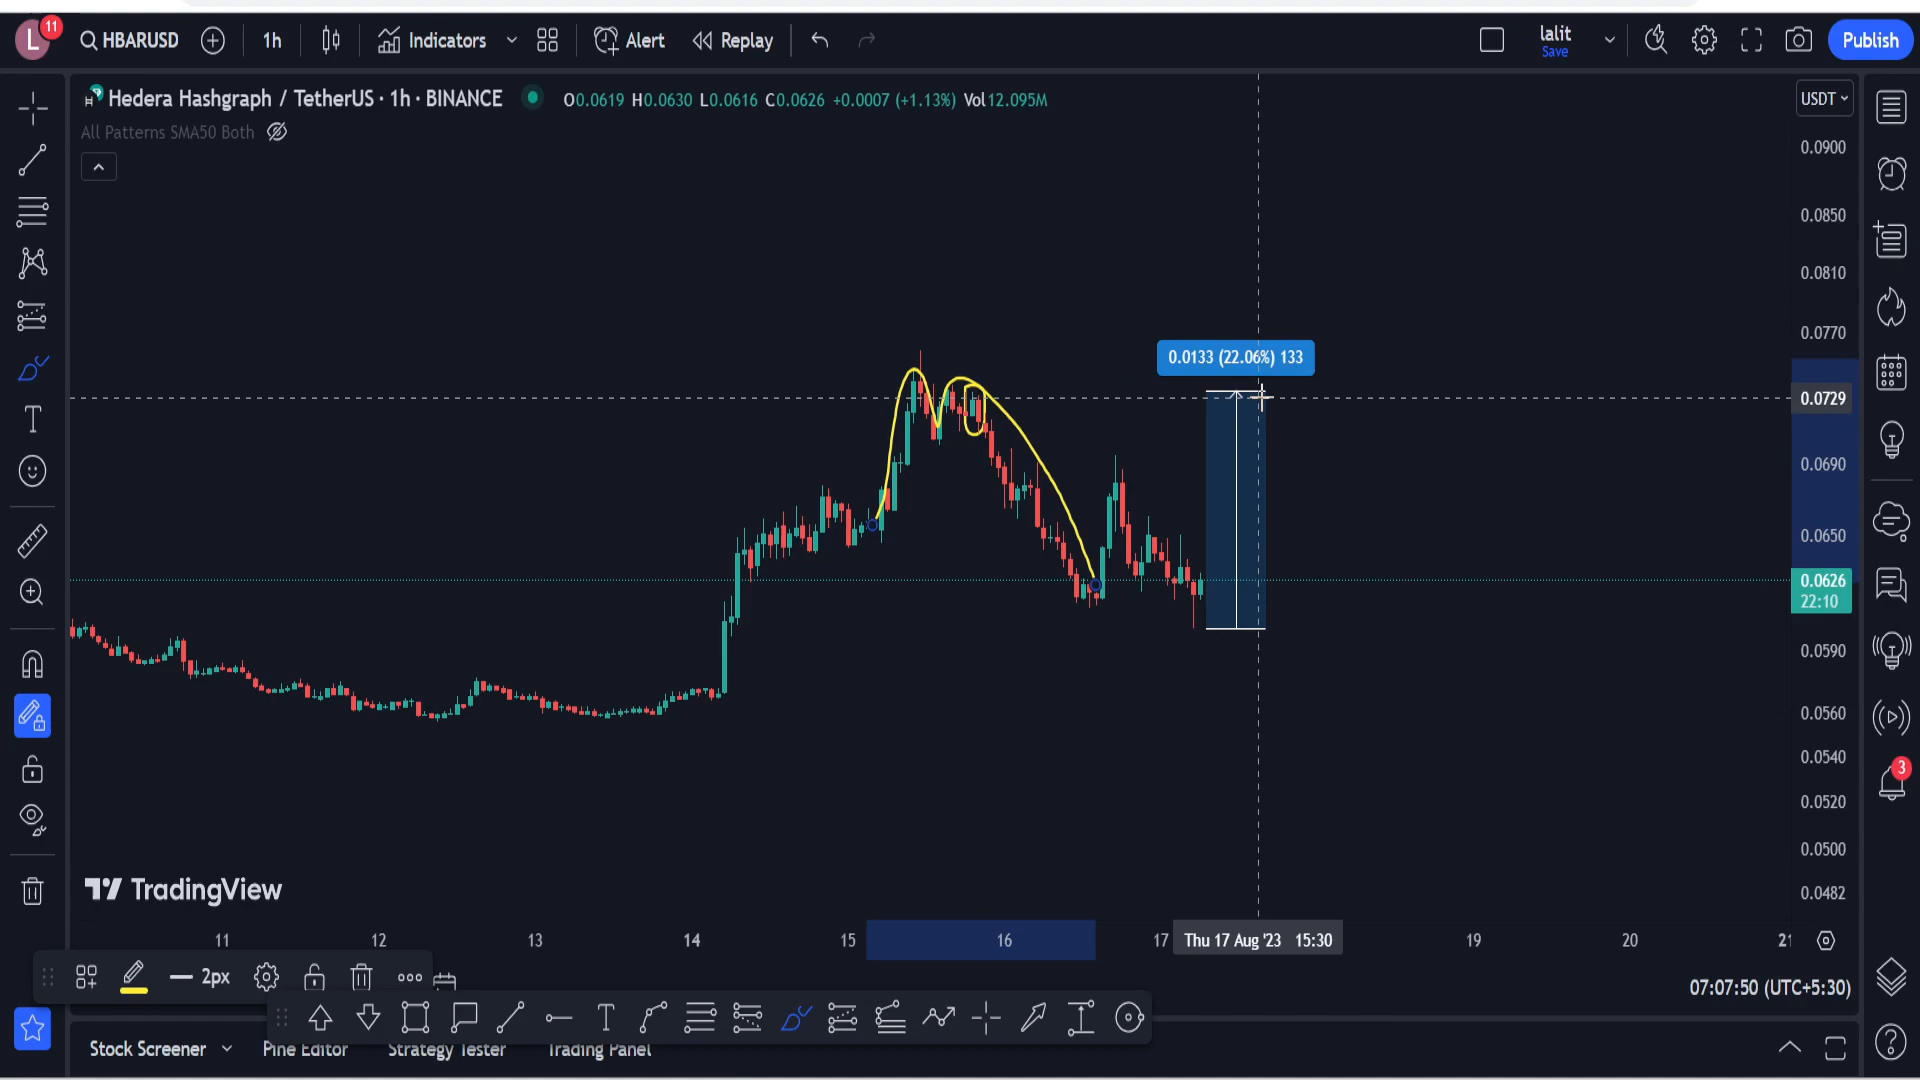 L 11 HBARUSD 1h Indicators Alert Replay lalit Save Publish
Hedera Hashgraph / TetherUS · 1h · BINANCE O0.0619 H0.0630 L0.0616 C0.0626 +0.0007 (+1.13%) Vol 12.095M
USDT
All Patterns SMA50 Both
0.0900
0.0850
0.0810
0.0770
0.0133 (22.06%) 133
0.0729
0.0690
0.0650
0.0626
22:10
0.0590
0.0560
0.0540
3
0.0520
0.0500
TradingView
0.0482
11 12 13 14 15 16 17 Thu 17 Aug '23 15:30 19 20 21
2px
07:07:50 (UTC+5:30)
T
Stock Screener Pine Editor Strategy Tester Trading Panel